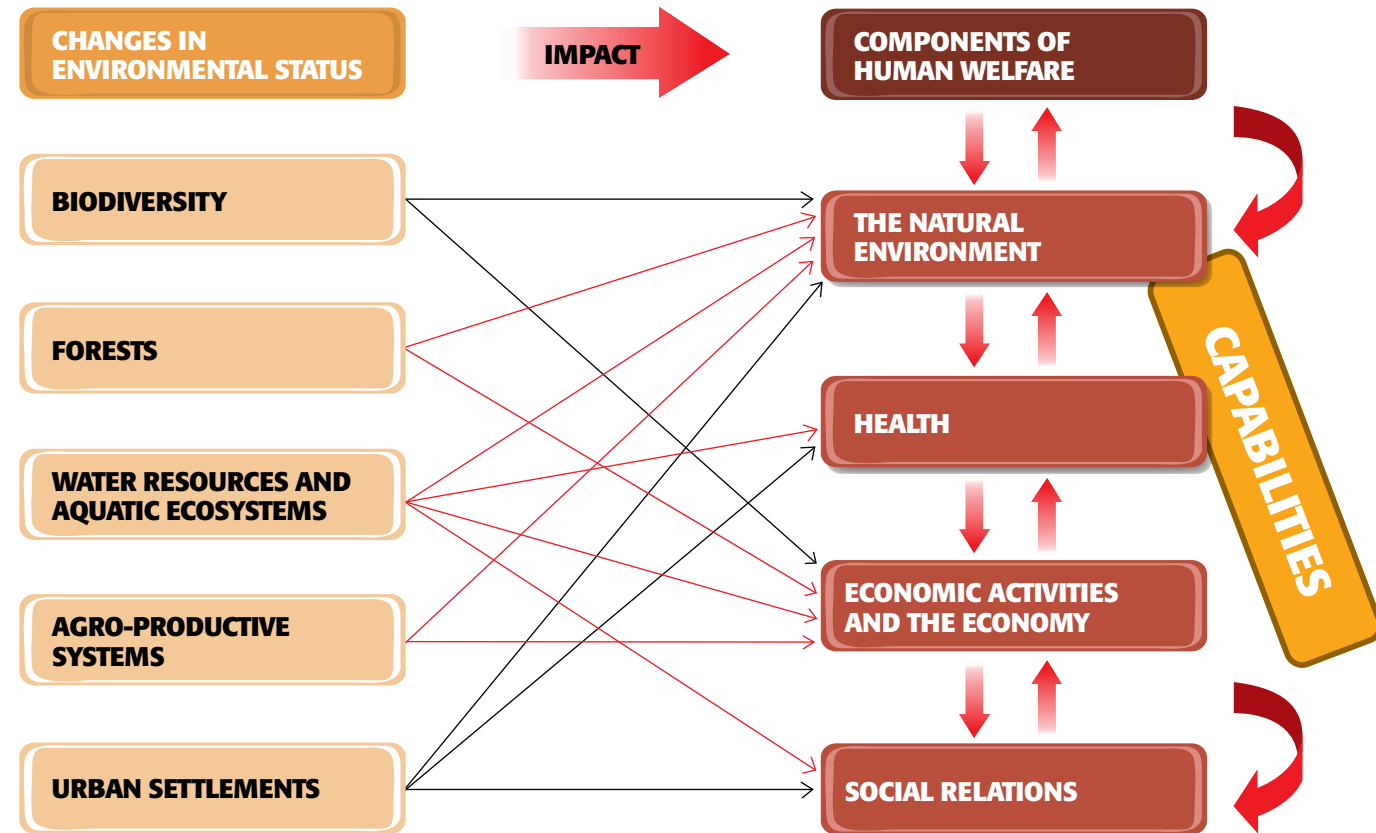 CHANGES IN
ENVIRONMENTAL STATUS
IMPACT
COMPONENTS OF
HUMAN WELFARE
BIODIVERSITY
FORESTS
WATER RESOURCES AND
AQUATIC ECOSYSTEMS
AGRO-PRODUCTIVE
SYSTEMS
URBAN SETTLEMENTS
THE NATURAL
ENVIRONMENT
HEALTH
ECONOMIC ACTIVITIES
AND THE ECONOMY
SOCIAL RELATIONS
CAPABILITIES